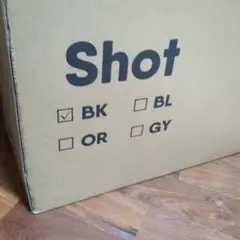 Shot
☑ BK ☐ BL
☐ OR ☐ GY